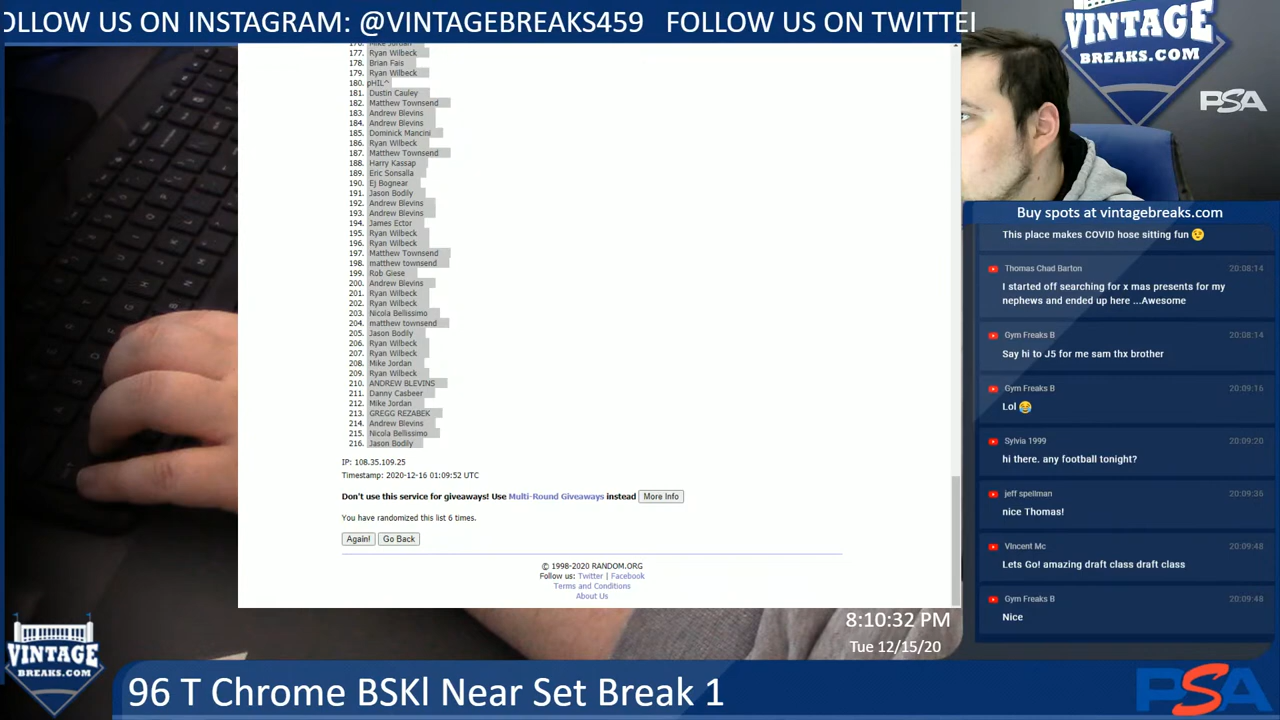 OLLOW US ON INSTAGRAM: @VINTAGEBREAKS459 FOLLOW US ON TWITTE
VINTAGE
BREAKS.COM
PSA
176. Mike Jordan
177. Ryan Wilbeck
178. Brian Fais
179. Ryan Wilbeck
180. pHIL^
181. Dustin Cauley
182. Matthew Townsend
183. Andrew Blevins
184. Andrew Blevins
185. Dominick Mancini
186. Ryan Wilbeck
187. Matthew Townsend
188. Harry Kassap
189. Eric Sonsalla
190. Ej Bognear
191. Jason Bodily
192. Andrew Blevins
193. Andrew Blevins
194. James Ector
195. Ryan Wilbeck
196. Ryan Wilbeck
197. Matthew Townsend
198. matthew townsend
199. Rob Giese
200. Andrew Blevins
201. Ryan Wilbeck
202. Ryan Wilbeck
203. Nicola Bellissimo
204. matthew townsend
205. Jason Bodily
206. Ryan Wilbeck
207. Ryan Wilbeck
208. Mike Jordan
209. Ryan Wilbeck
210. ANDREW BLEVINS
211. Danny Casbeer
212. Mike Jordan
213. GREGG REZABEK
214. Andrew Blevins
215. Nicola Bellissimo
216. Jason Bodily
IP: 108.35.109.25
Timestamp: 2020-12-16 01:09:52 UTC
Don't use this service for giveaways! Use Multi-Round Giveaways instead More Info
You have randomized this list 6 times.
Again! Go Back
© 1998-2020 RANDOM.ORG
Follow us: Twitter | Facebook
Terms and Conditions
About Us
Buy spots at vintagebreaks.com
This place makes COVID hose sitting fun 😉
Thomas Chad Barton 20:08:14
I started off searching for x mas presents for my
nephews and ended up here ...Awesome
Gym Freaks B 20:08:14
Say hi to J5 for me sam thx brother
Gym Freaks B 20:09:16
Lol 😂
Sylvia 1999 20:09:20
hi there. any football tonight?
jeff spellman 20:09:36
nice Thomas!
Vincent Mc 20:09:48
Lets Go! amazing draft class draft class
Gym Freaks B 20:09:48
Nice
8:10:32 PM
Tue 12/15/20
VINTAGE
BREAKS.COM
96 T Chrome BSKl Near Set Break 1
PSA